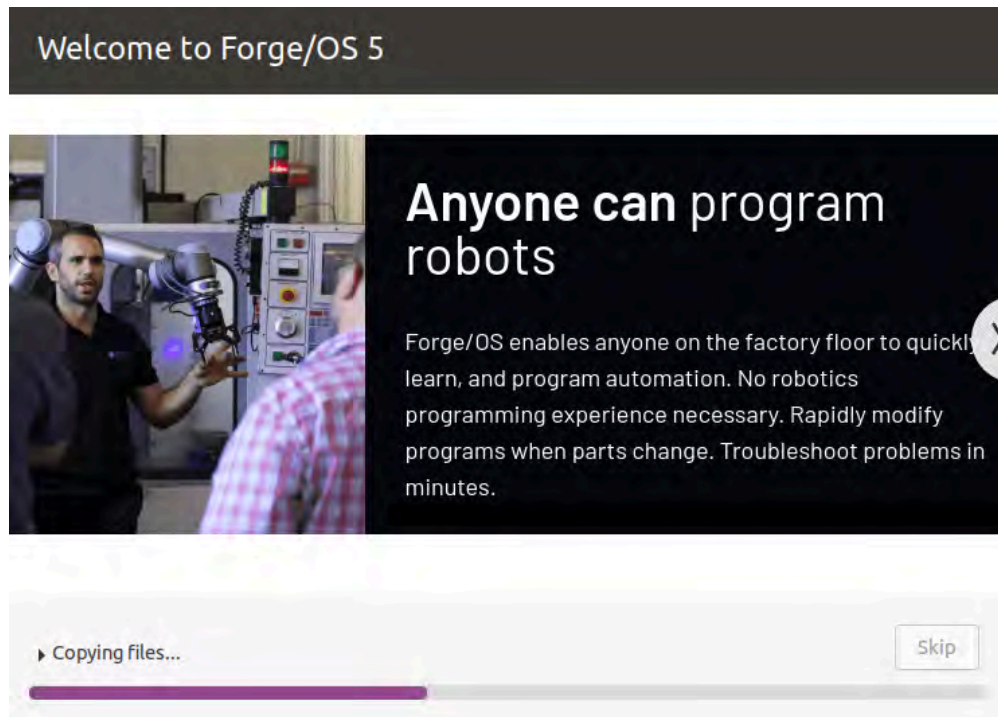 Welcome to Forge/OS 5
Anyone can program
robots
Forge/OS enables anyone on the factory floor to quickly
learn, and program automation. No robotics
programming experience necessary. Rapidly modify
programs when parts change. Troubleshoot problems in
minutes.
Copying files...
Skip